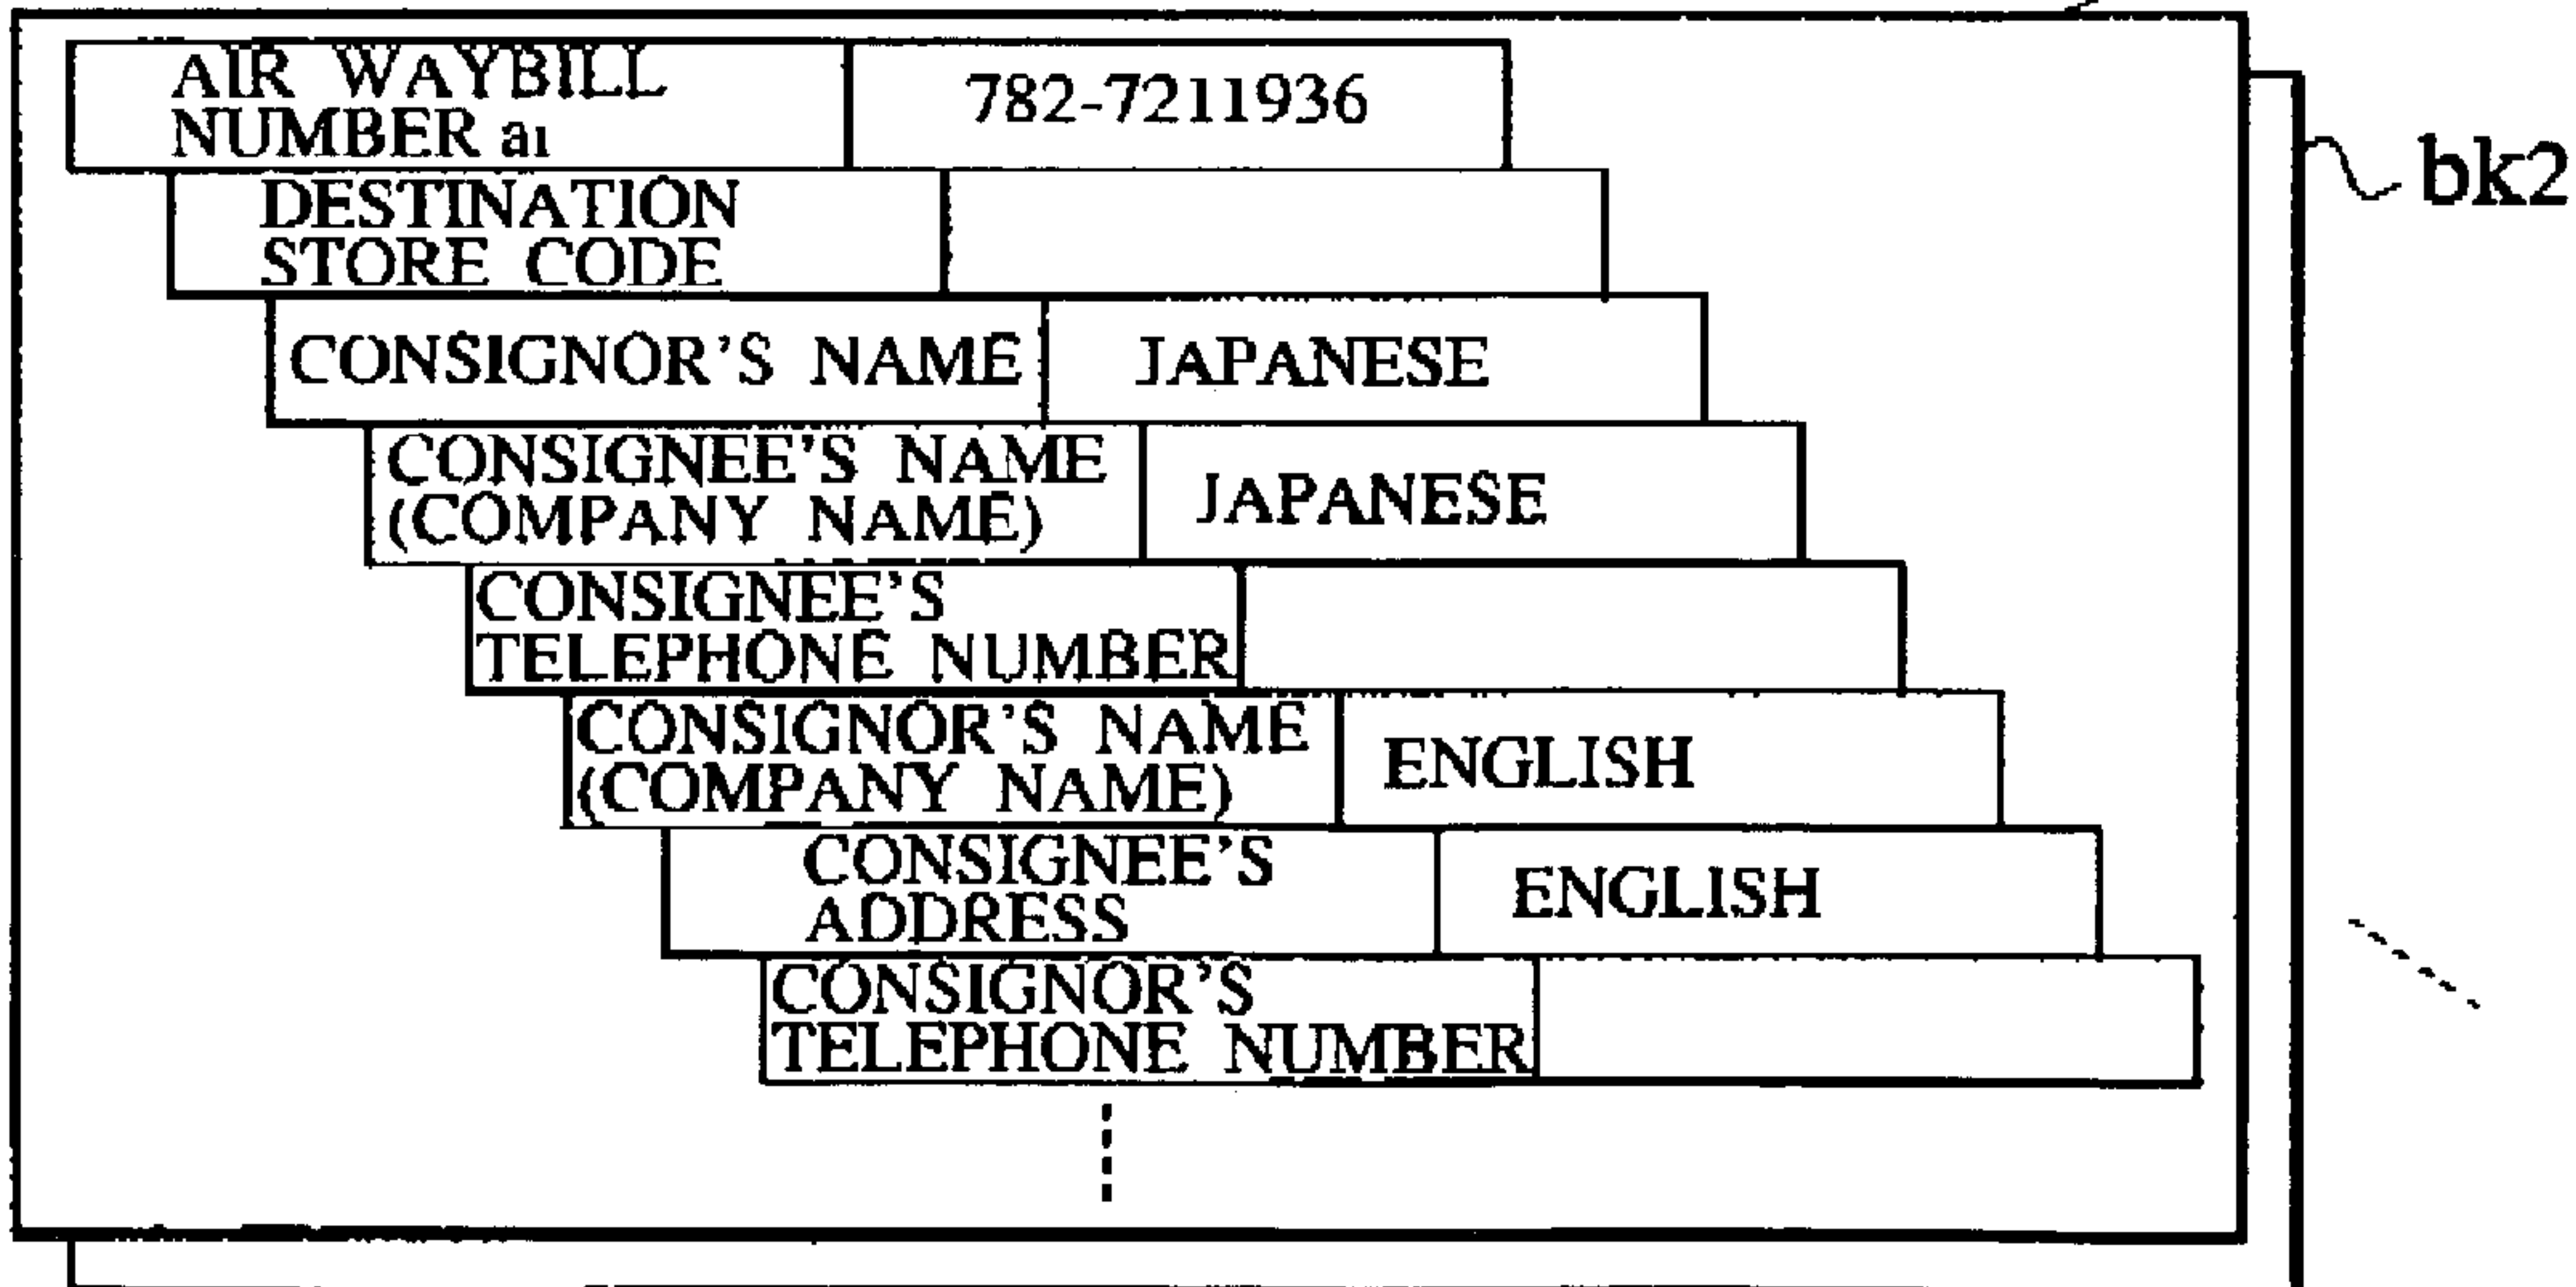 AIR WAYBILL
NUMBER a1
782-7211936
bk2
DESTINATION
STORE CODE
CONSIGNOR'S NAME
JAPANESE
CONSIGNEE'S NAME
(COMPANY NAME)
JAPANESE
CONSIGNEE'S
TELEPHONE NUMBER
CONSIGNOR'S NAME
(COMPANY NAME)
ENGLISH
CONSIGNEE'S
ADDRESS
ENGLISH
CONSIGNOR'S
TELEPHONE NUMBER